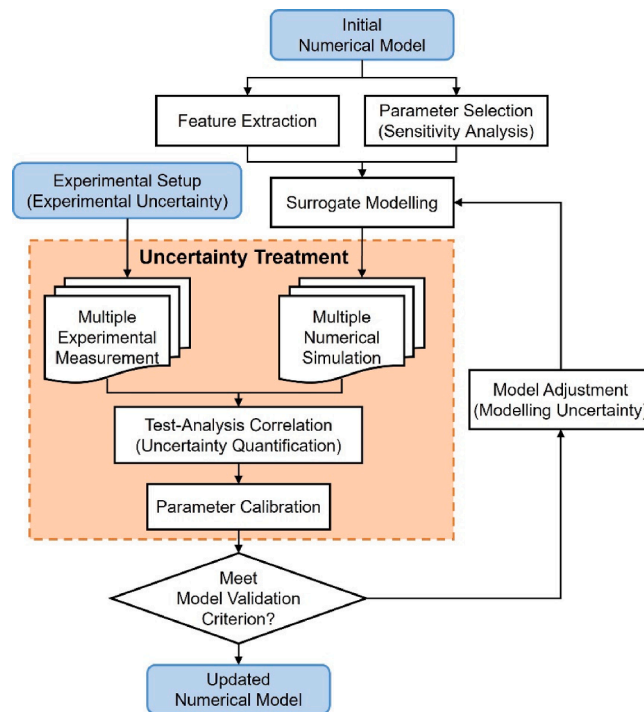 Initial
Numerical Model
Feature Extraction
Parameter Selection
(Sensitivity Analysis)
Experimental Setup
(Experimental Uncertainty)
Surrogate Modelling
Uncertainty Treatment
Multiple
Experimental
Measurement
Multiple
Numerical
Simulation
Model Adjustment
(Modelling Uncertainty)
Test-Analysis Correlation
(Uncertainty Quantification)
Parameter Calibration
Meet
Model Validation
Criterion?
Updated
Numerical Model